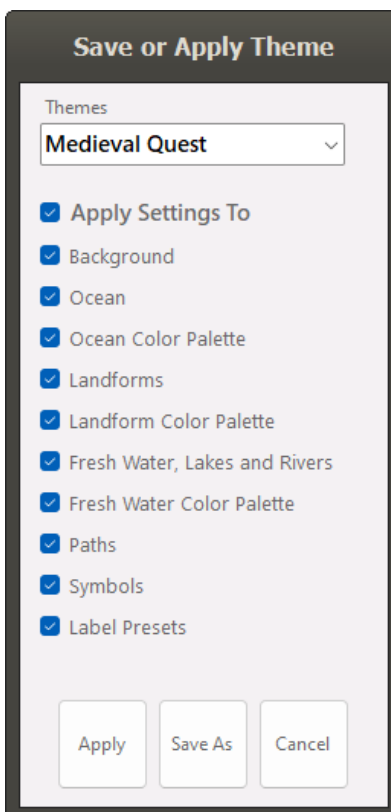 Save or Apply Theme
Themes
Medieval Quest
Apply Settings To
Background
Ocean
Ocean Color Palette
Landforms
Landform Color Palette
Fresh Water, Lakes and Rivers
Fresh Water Color Palette
Paths
Symbols
Label Presets
Apply Save As Cancel